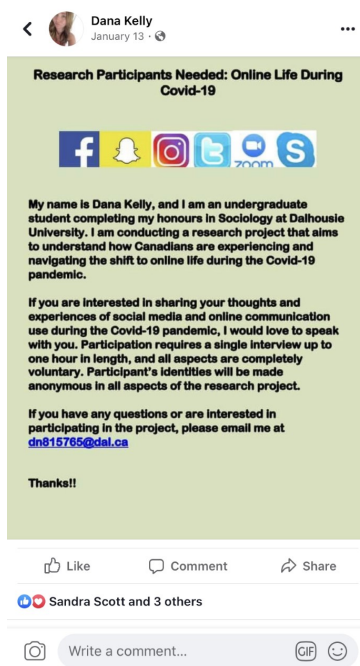 Dana Kelly
January 13 ·
Research Participants Needed: Online Life During
Covid-19
zoom
My name is Dana Kelly, and I am an undergraduate
student completing my honours in Sociology at Dalhousie
University. I am conducting a research project that aims
to understand how Canadians are experiencing and
navigating the shift to online life during the Covid-19
pandemic.
If you are interested in sharing your thoughts and
experiences of social media and online communication
use during the Covid-19 pandemic, I would love to speak
with you. Participation requires a single interview up to
one hour in length, and all aspects are completely
voluntary. Participant's identities will be made
anonymous in all aspects of the research project.
If you have any questions or are interested in
participating in the project, please email me at
dn815765@dal.ca
Thanks!!
Like Comment Share
Sandra Scott and 3 others
Write a comment... GIF